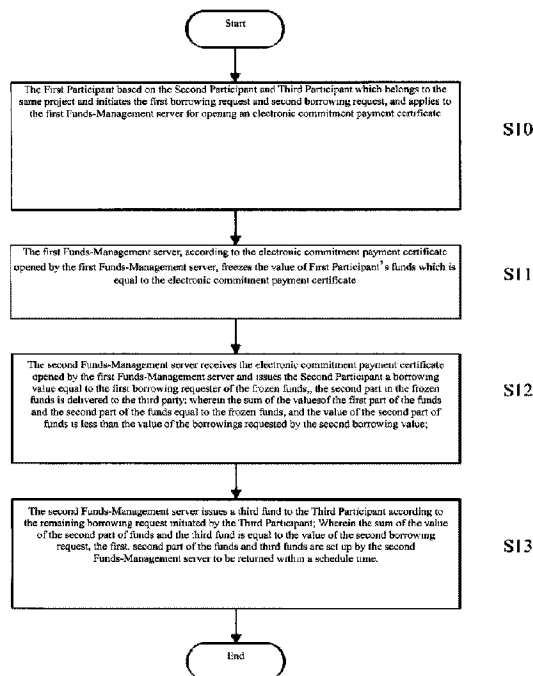 Start
The First Participant based on the Second Participant and Third Participant which belongs to the
same project and initiates the first borrowing request and second borrowing request, and applies to
the first Funds-Management server for opening an electronic commitment payment certificate
S10
The first Funds-Management server, according to the electronic commitment payment certificate
opened by the first Funds-Management server, freezes the value of First Participant's funds which is
equal to the electronic commitment payment certificate
S11
The second Funds-Management server receives the electronic commitment payment certificate
opened by the first Funds-Management server and issues the Second Participant a borrowing
value equal to the first borrowing requester of the frozen funds,, the second part in the frozen
funds is delivered to the third party; wherein the sum of the valuesof the first part of the funds
and the second part of the funds equal to the frozen funds, and the value of the second part of
funds is less than the value of the borrowings requested by the second borrowing value;
S12
The second Funds-Management server issues a third fund to the Third Participant according to
the remaining borrowing request initiated by the Third Participant; Wherein the sum of the value
of the second part of funds and the third fund is equal to the value of the second borrowing
request, the first, second part of the funds and third funds are set up by the second
Funds-Management server to be returned within a schedule time.
S13
End